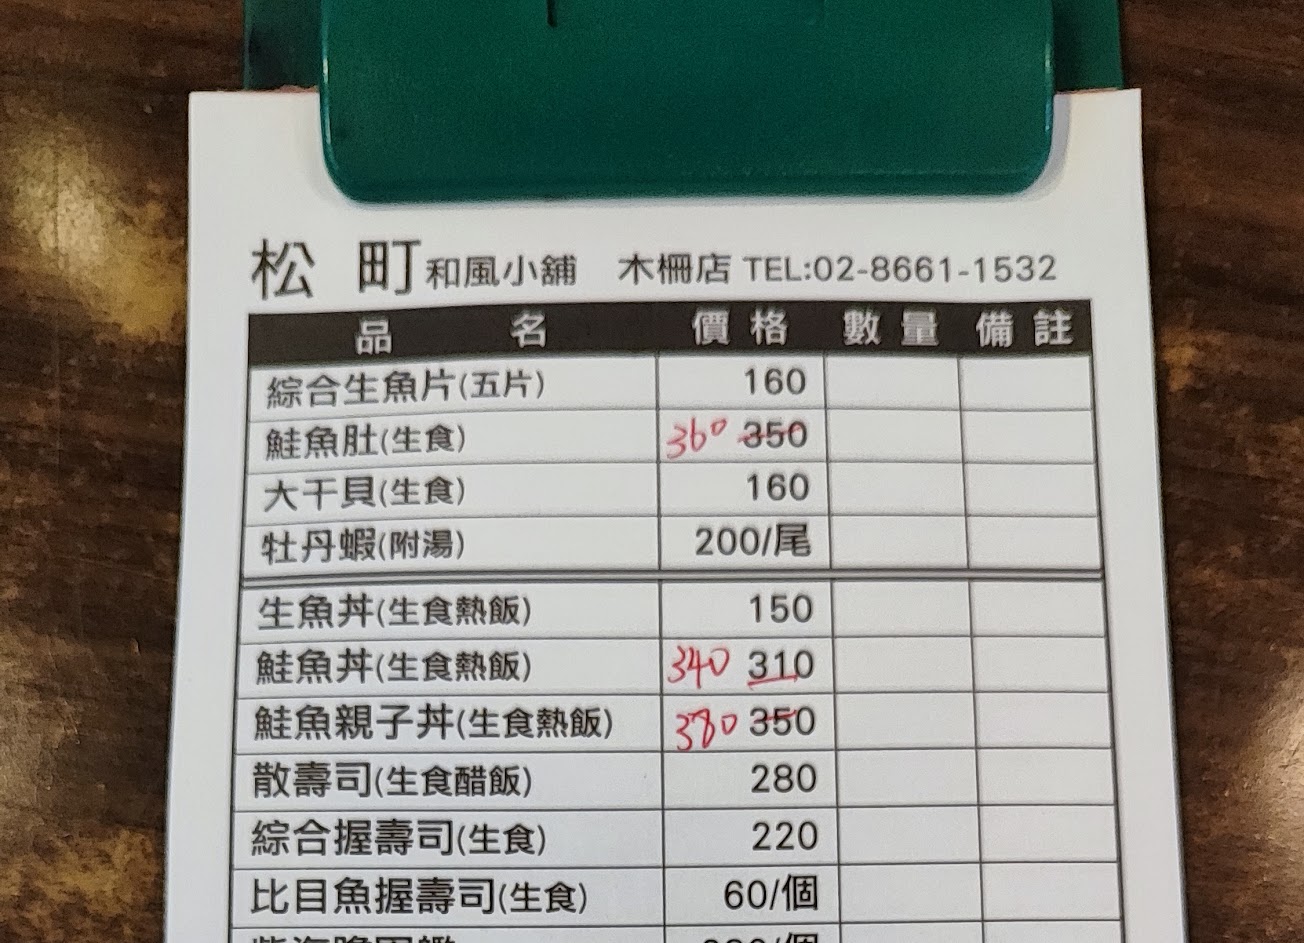 松 町 和風小舖 木柵店 TEL:02-8661-1532
品 名 價格 數量 備註
綜合生魚片(五片) 160
鮭魚肚(生食) 360 350
大干貝(生食) 160
牡丹蝦(附湯) 200/尾
生魚丼(生食熱飯) 150
鮭魚丼(生食熱飯) 340 310
鮭魚親子丼(生食熱飯) 380 350
散壽司(生食醋飯) 280
綜合握壽司(生食) 220
比目魚握壽司(生食) 60/個